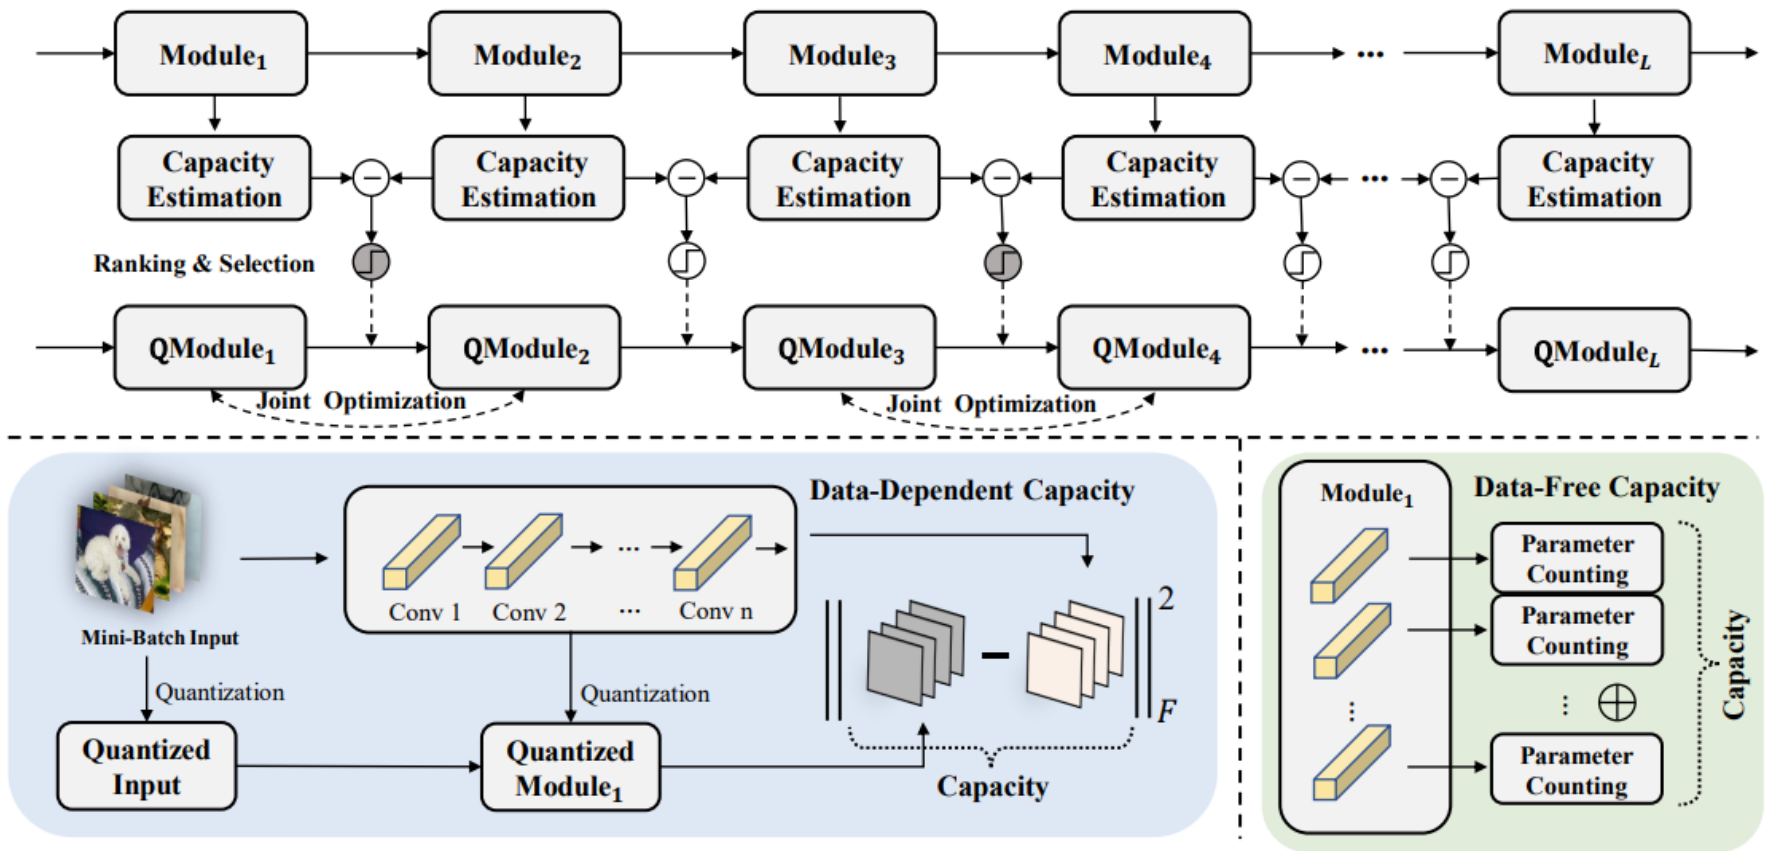 Module₁ Module₂ Module₃ Module₄ ... Module_L
Capacity Capacity Capacity Capacity Capacity
Estimation Estimation Estimation Estimation ... Estimation
− − − − −
Ranking & Selection
QModule₁ QModule₂ QModule₃ QModule₄ ... QModule_L
Joint Optimization Joint Optimization
Data-Dependent Capacity
Conv 1 Conv 2 ... Conv n
Mini-Batch Input
Quantization
Quantization
Quantized
Input
Quantized
Module₁
−
2
F
Capacity
Data-Free Capacity
Module₁
Parameter
Counting
Parameter
Counting
...
Parameter
Counting
Capacity